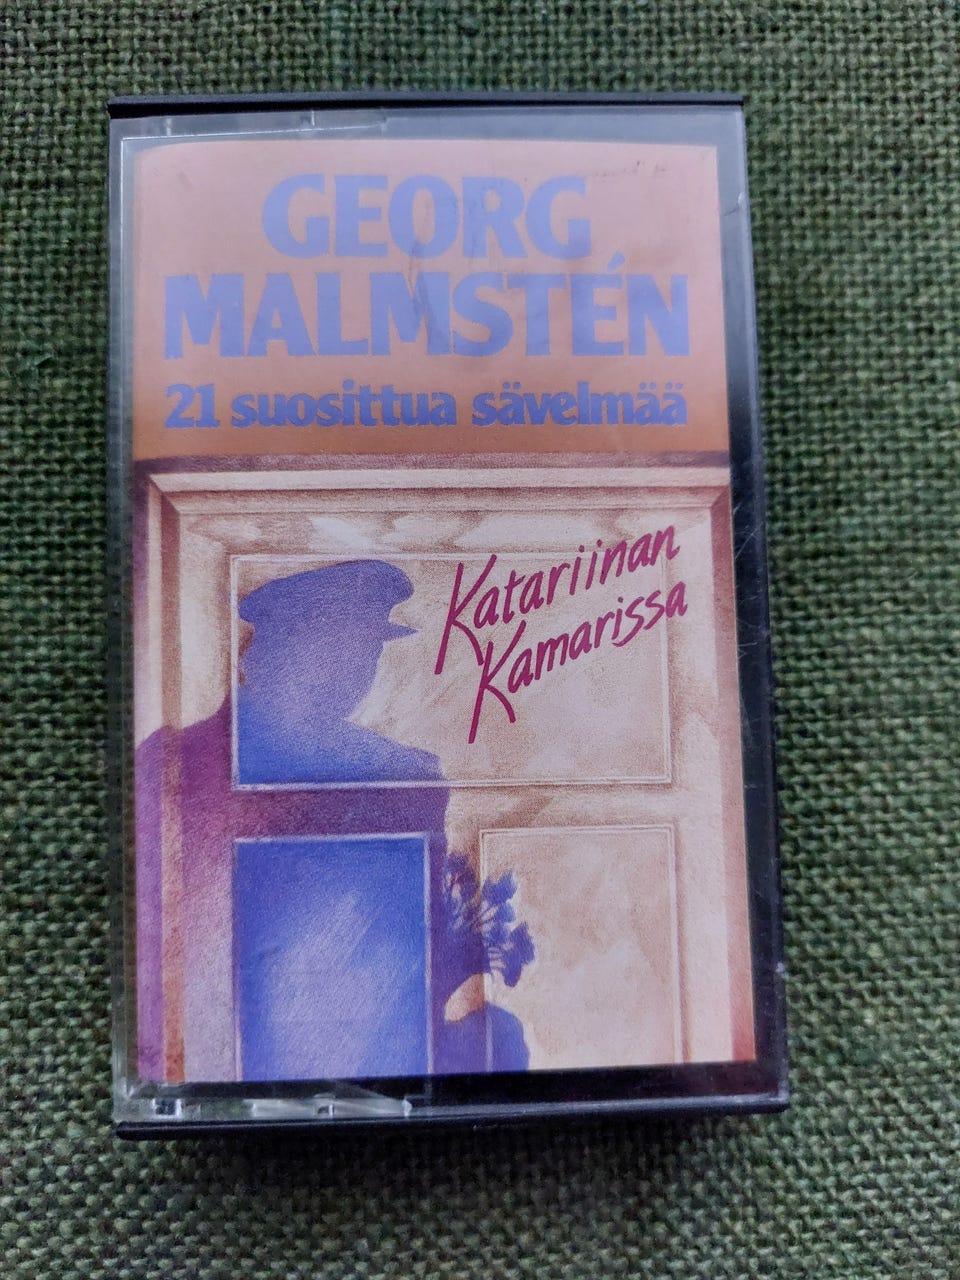 GEORG
MALMSTÉN
21 suosittua sävelmää
Katariinan
Kamarissa